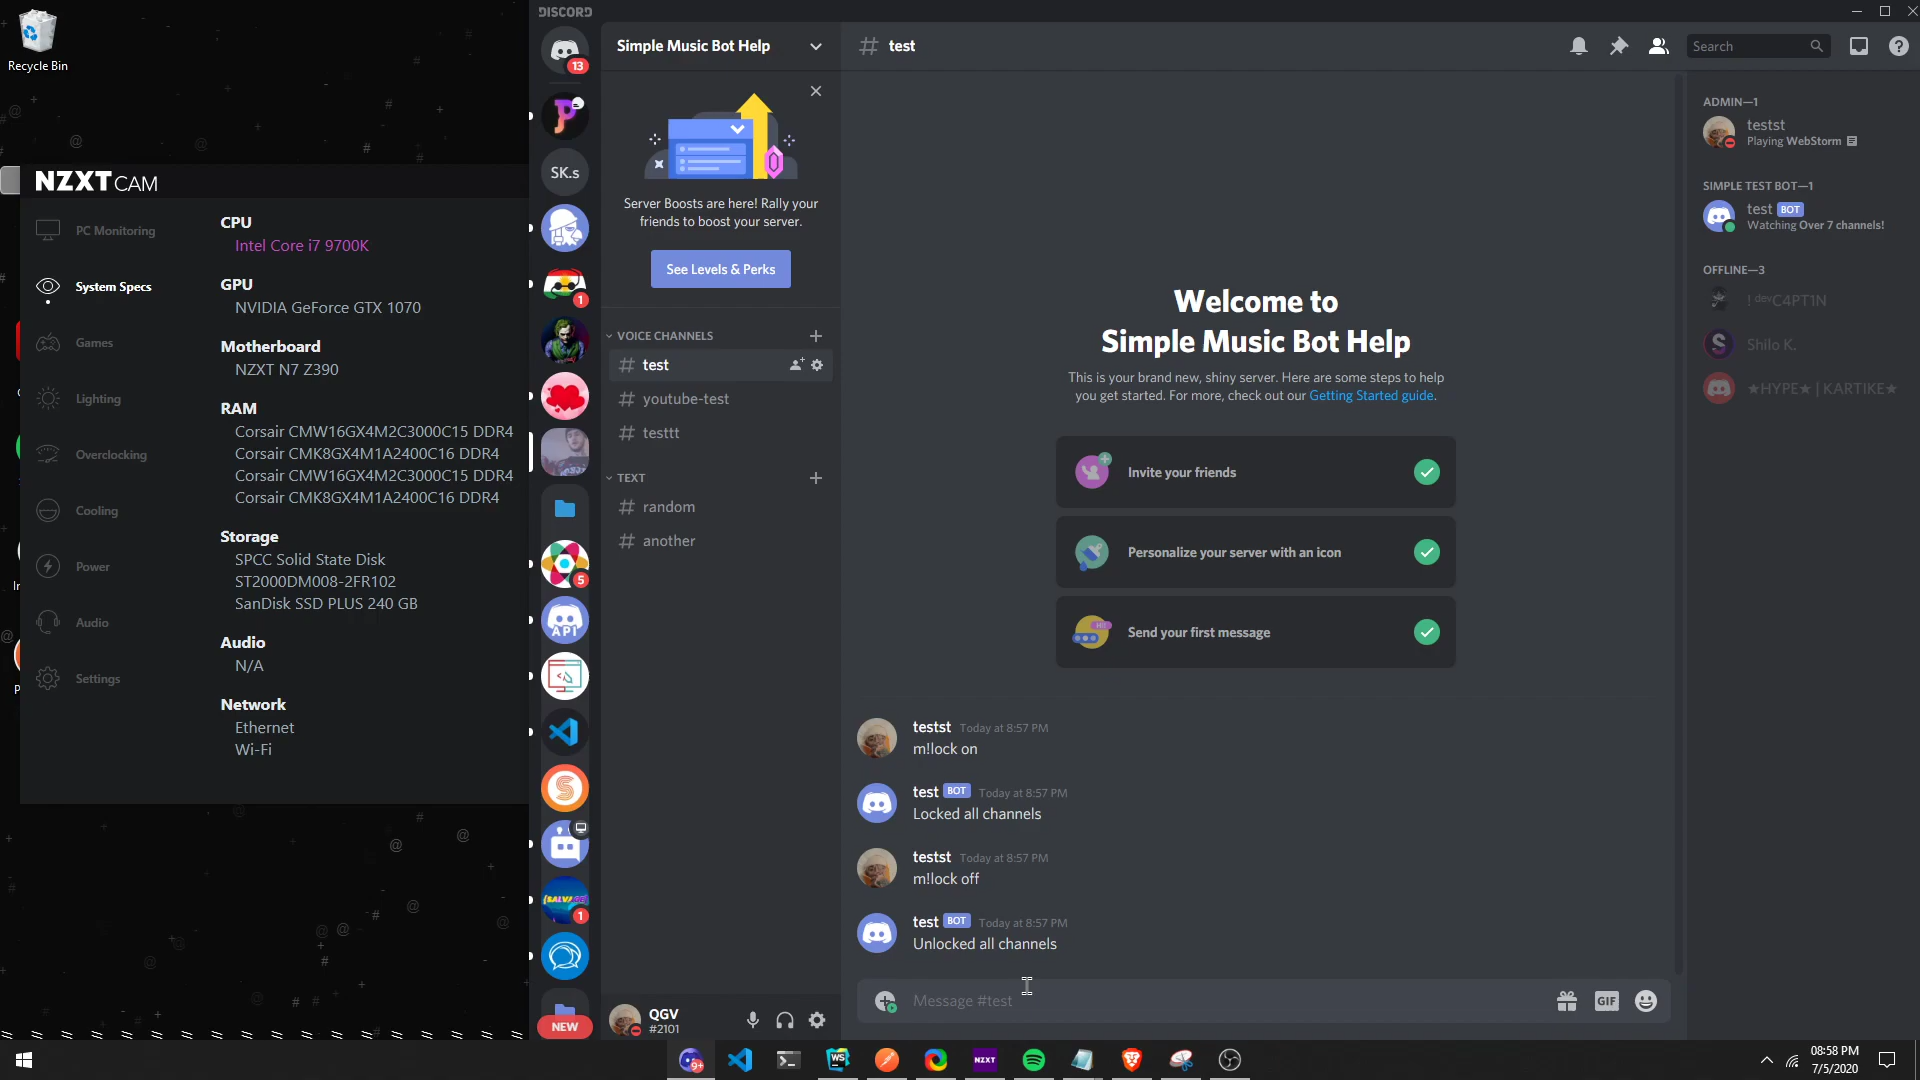 Recycle Bin
NZXT CAM
PC Monitoring
System Specs
Games
Lighting
Overclocking
Cooling
Power
Audio
Settings
CPU
Intel Core i7 9700K
GPU
NVIDIA GeForce GTX 1070
Motherboard
NZXT N7 Z390
RAM
Corsair CMW16GX4M2C3000C15 DDR4
Corsair CMK8GX4M1A2400C16 DDR4
Corsair CMW16GX4M2C3000C15 DDR4
Corsair CMK8GX4M1A2400C16 DDR4
Storage
SPCC Solid State Disk
ST2000DM008-2FR102
SanDisk SSD PLUS 240 GB
Audio
N/A
Network
Ethernet
Wi-Fi
DISCORD
13
SK.s
1
5
API
1
NEW
Simple Music Bot Help
Server Boosts are here! Rally your
friends to boost your server.
See Levels & Perks
VOICE CHANNELS
# test
# youtube-test
# testtt
TEXT
# random
# another
QGV
#2101
# test
Search
Welcome to
Simple Music Bot Help
This is your brand new, shiny server. Here are some steps to help
you get started. For more, check out our Getting Started guide.
Invite your friends
Personalize your server with an icon
Send your first message
testst Today at 8:57 PM
m!lock on
test BOT Today at 8:57 PM
Locked all channels
testst Today at 8:57 PM
m!lock off
test BOT Today at 8:57 PM
Unlocked all channels
Message #test
GIF
ADMIN—1
testst
Playing WebStorm
SIMPLE TEST BOT—1
test BOT
Watching Over 7 channels!
OFFLINE—3
! ᵈᵉᵛC4PT1N
Shilo K.
★HYPE★ | KARTIKE★
9+
WS
NZXT
08:58 PM
7/5/2020